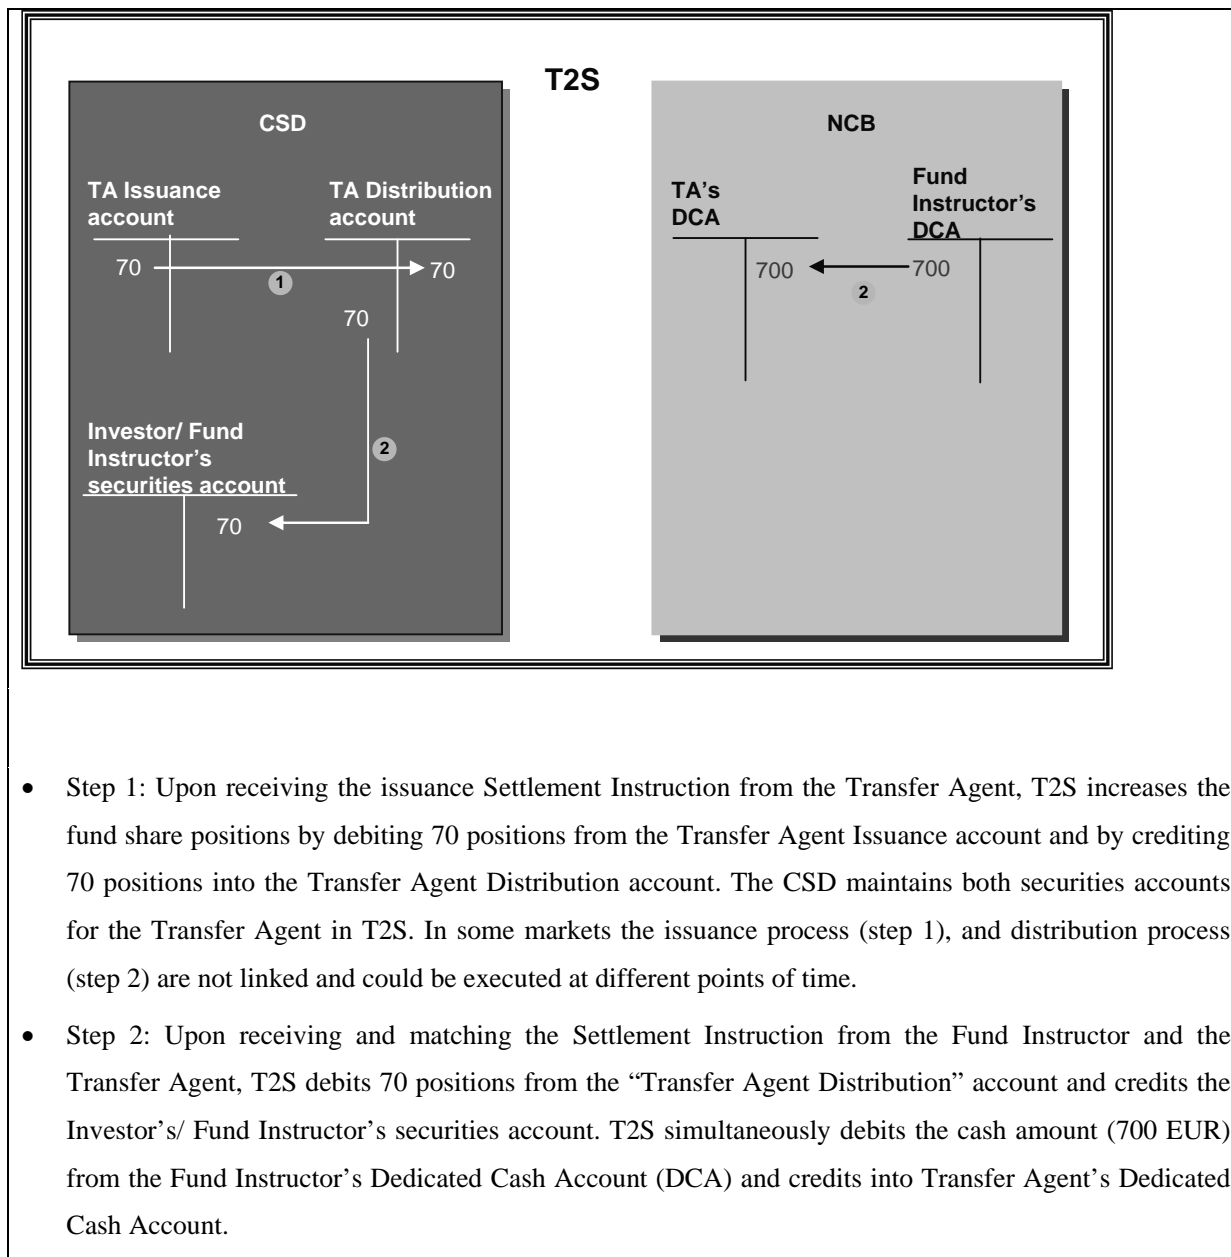 T2S
CSD
TA Issuance
account
TA Distribution
account
70
70
1
70
2
Investor/ Fund
Instructor's
securities account
70
NCB
TA's
DCA
Fund
Instructor's
DCA
700
700
2
• Step 1: Upon receiving the issuance Settlement Instruction from the Transfer Agent, T2S increases the
fund share positions by debiting 70 positions from the Transfer Agent Issuance account and by crediting
70 positions into the Transfer Agent Distribution account. The CSD maintains both securities accounts
for the Transfer Agent in T2S. In some markets the issuance process (step 1), and distribution process
(step 2) are not linked and could be executed at different points of time.
• Step 2: Upon receiving and matching the Settlement Instruction from the Fund Instructor and the
Transfer Agent, T2S debits 70 positions from the “Transfer Agent Distribution” account and credits the
Investor’s/ Fund Instructor’s securities account. T2S simultaneously debits the cash amount (700 EUR)
from the Fund Instructor’s Dedicated Cash Account (DCA) and credits into Transfer Agent’s Dedicated
Cash Account.